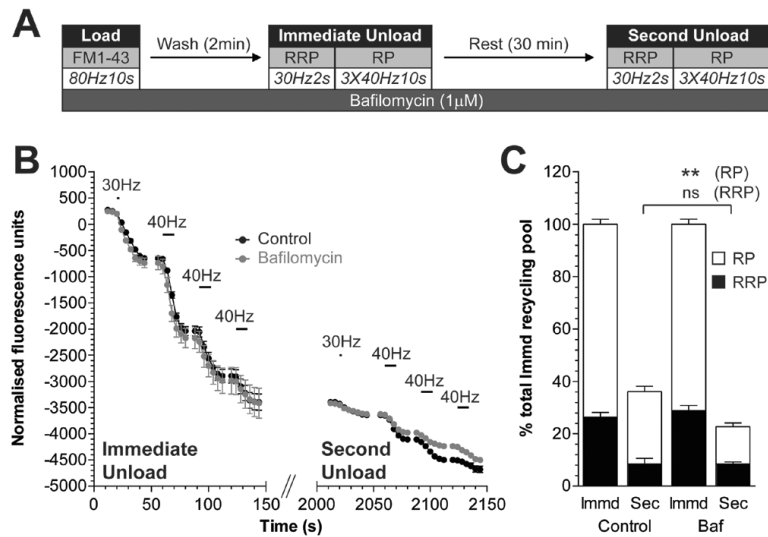 A
Load
Wash (2min)
Immediate Unload
Rest (30 min)
Second Unload
FM1-43
RRP
RP
RRP
RP
80Hz10s
30Hz2s
3X40Hz10s
30Hz2s
3X40Hz10s
Bafilomycin (1μM)
B
Normalised fluorescence units
1000
500
0
-500
-1000
-1500
-2000
-2500
-3000
-3500
-4000
-4500
-5000
30Hz
40Hz
40Hz
40Hz
Control
Bafilomycin
30Hz
40Hz
40Hz
40Hz
Immediate
Unload
Second
Unload
0
50
100
150
2000
2050
2100
2150
Time (s)
C
% total Immd recycling pool
120
100
80
60
40
20
0
** (RP)
ns (RRP)
RP
RRP
Immd Sec Immd Sec
Control Baf